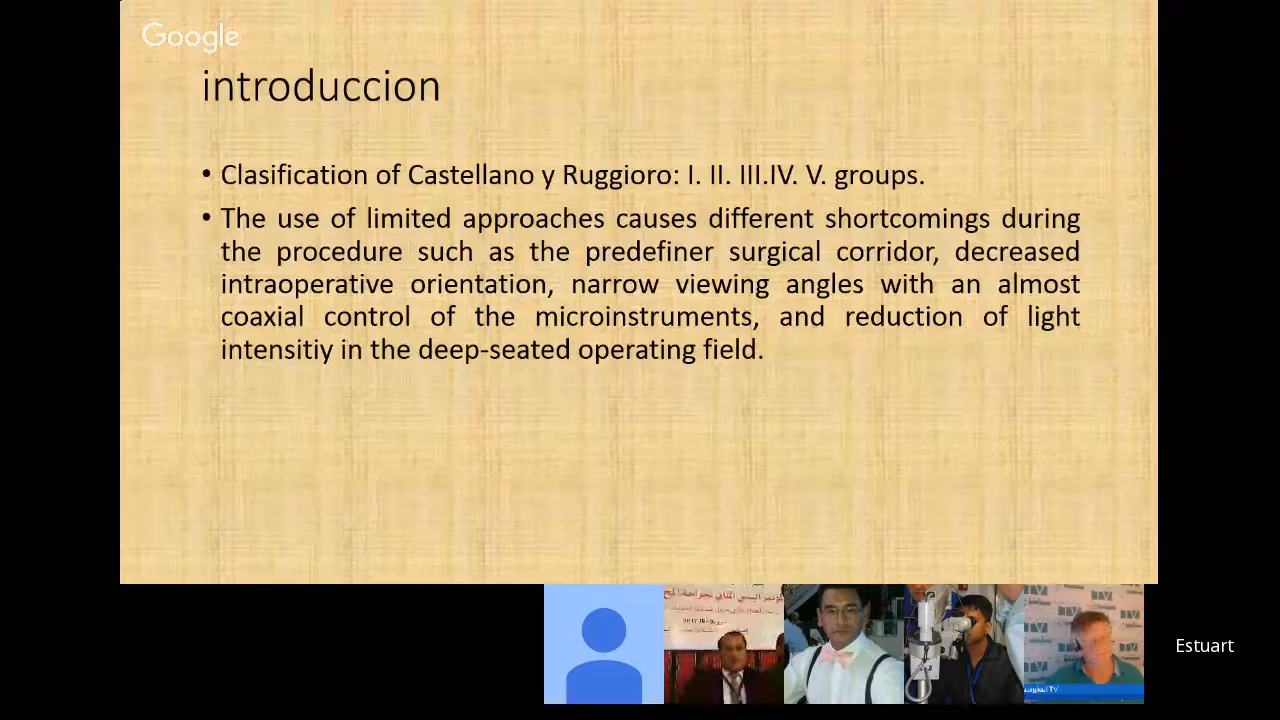 Google
introduccion
• Clasification of Castellano y Ruggioro: I. II. III.IV. V. groups.
• The use of limited approaches causes different shortcomings during
the procedure such as the predefiner surgical corridor, decreased
intraoperative orientation, narrow viewing angles with an almost
coaxial control of the microinstruments, and reduction of light
intensitiy in the deep-seated operating field.
Estuart